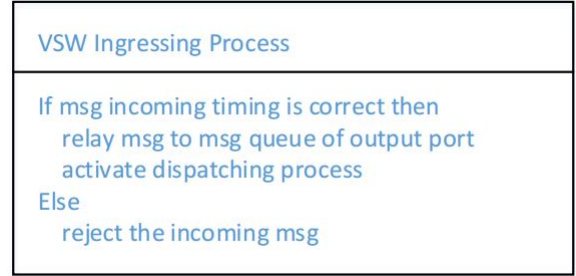 VSW Ingressing Process
If msg incoming timing is correct then
relay msg to msg queue of output port
activate dispatching process
Else
reject the incoming msg